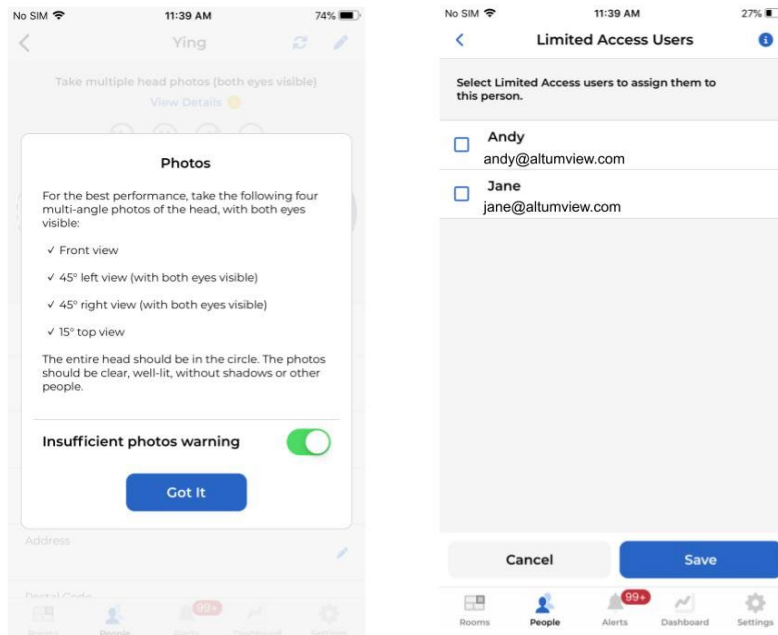 No SIM 11:39 AM 74%
Ying
Take multiple head photos (both eyes visible)
View Details
Photos
For the best performance, take the following four
multi-angle photos of the head, with both eyes
visible:
✓ Front view
✓ 45° left view (with both eyes visible)
✓ 45° right view (with both eyes visible)
✓ 15° top view
The entire head should be in the circle. The photos
should be clear, well-lit, without shadows or other
people.
Insufficient photos warning
Got It
Address
Postal Code
99+
Rooms People Alerts Dashboard Settings
No SIM 11:39 AM 27%
Limited Access Users
Select Limited Access users to assign them to
this person.
Andy
andy@altumview.com
Jane
jane@altumview.com
Cancel Save
99+
Rooms People Alerts Dashboard Settings